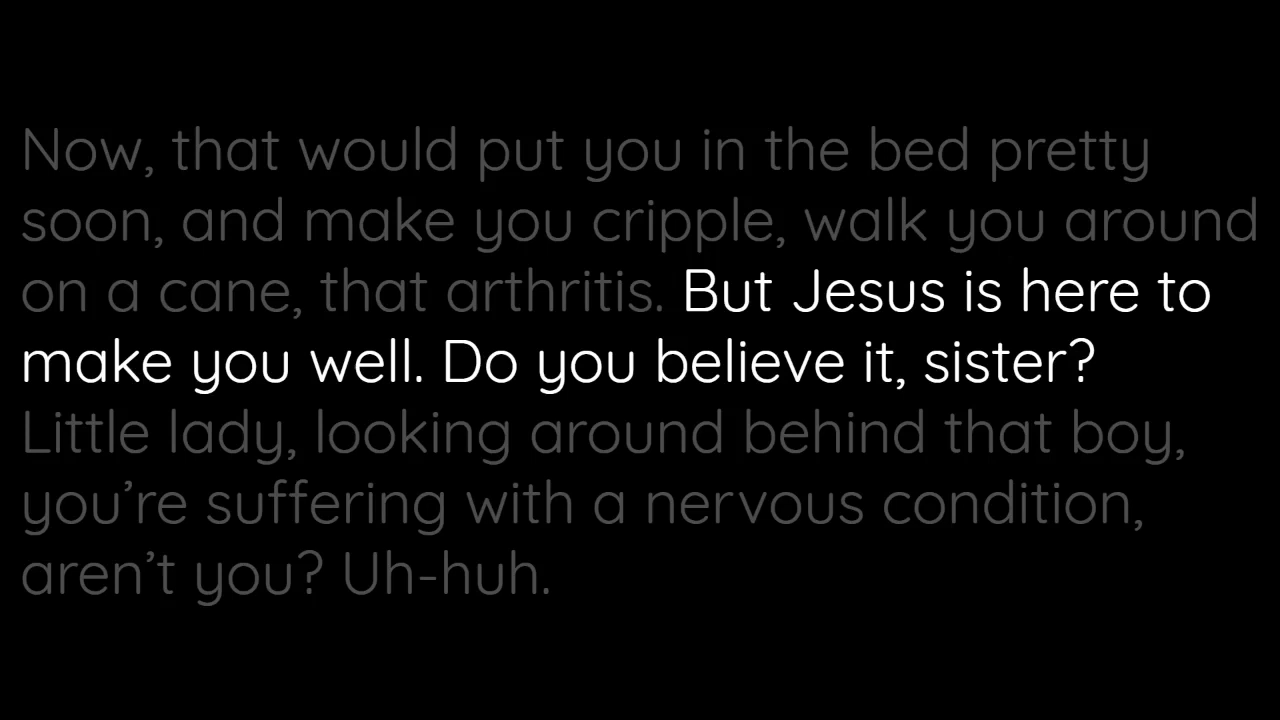 Now, that would put you in the bed pretty
soon, and make you cripple, walk you around
on a cane, that arthritis. But Jesus is here to
make you well. Do you believe it, sister?
Little lady, looking around behind that boy,
you’re suffering with a nervous condition,
aren’t you? Uh-huh.